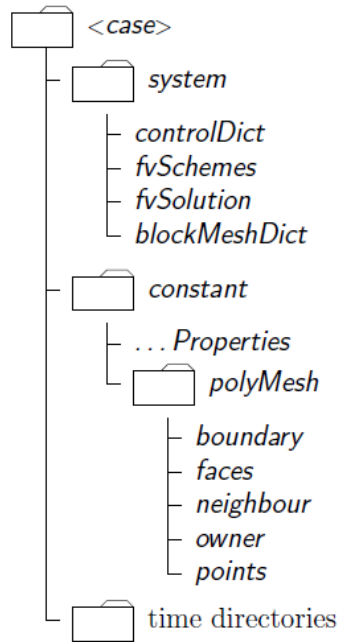 <case>
system
controlDict
fvSchemes
fvSolution
blockMeshDict
constant
...Properties
polyMesh
boundary
faces
neighbour
owner
points
time directories